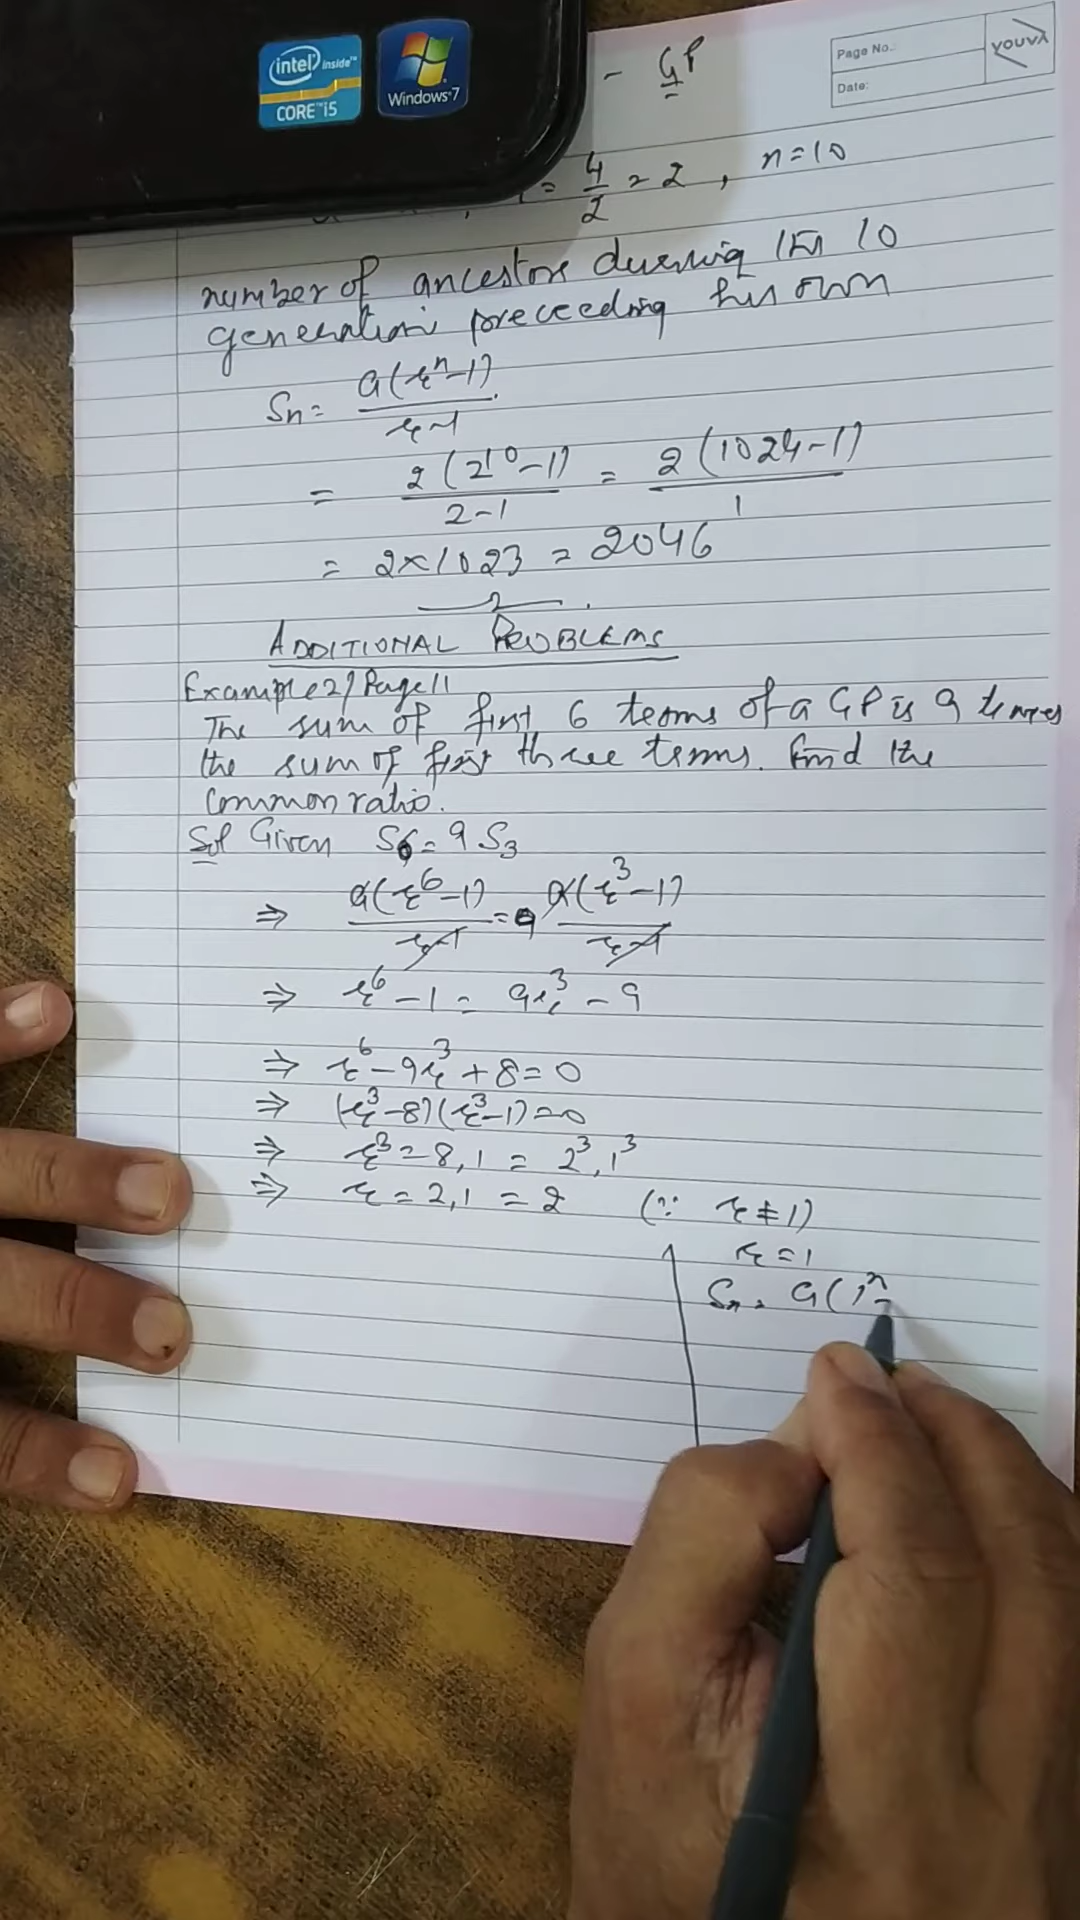 intel inside™
CORE™ i5
Windows 7
- GP
Page No.:
Date:
YOUVA
= 4/2 = 2, n=10
number of ancestors during the 10
generation preceeding his own
Sn = a(r^n-1)/r-1
= 2(2^10-1)/2-1 = 2(1024-1)/1
= 2×1023 = 2046
ADDITIONAL PROBLEMS
Example 2/Page 11
The sum of first 6 terms of a GP is 9 times
the sum of first three terms. Find the
common ratio.
Sol Given S6 = 9 S3
⇒ a(r^6-1)/r-1 = 9 a(r^3-1)/r-1
⇒ r^6 - 1 = 9r^3 - 9
⇒ r^6 - 9r^3 + 8 = 0
⇒ (r^3-8)(r^3-1)=0
⇒ r^3 = 8, 1 = 2^3, 1^3
⇒ r = 2, 1 = 2 (∵ r ≠ 1)
r = 1
Sn = a(1^n-